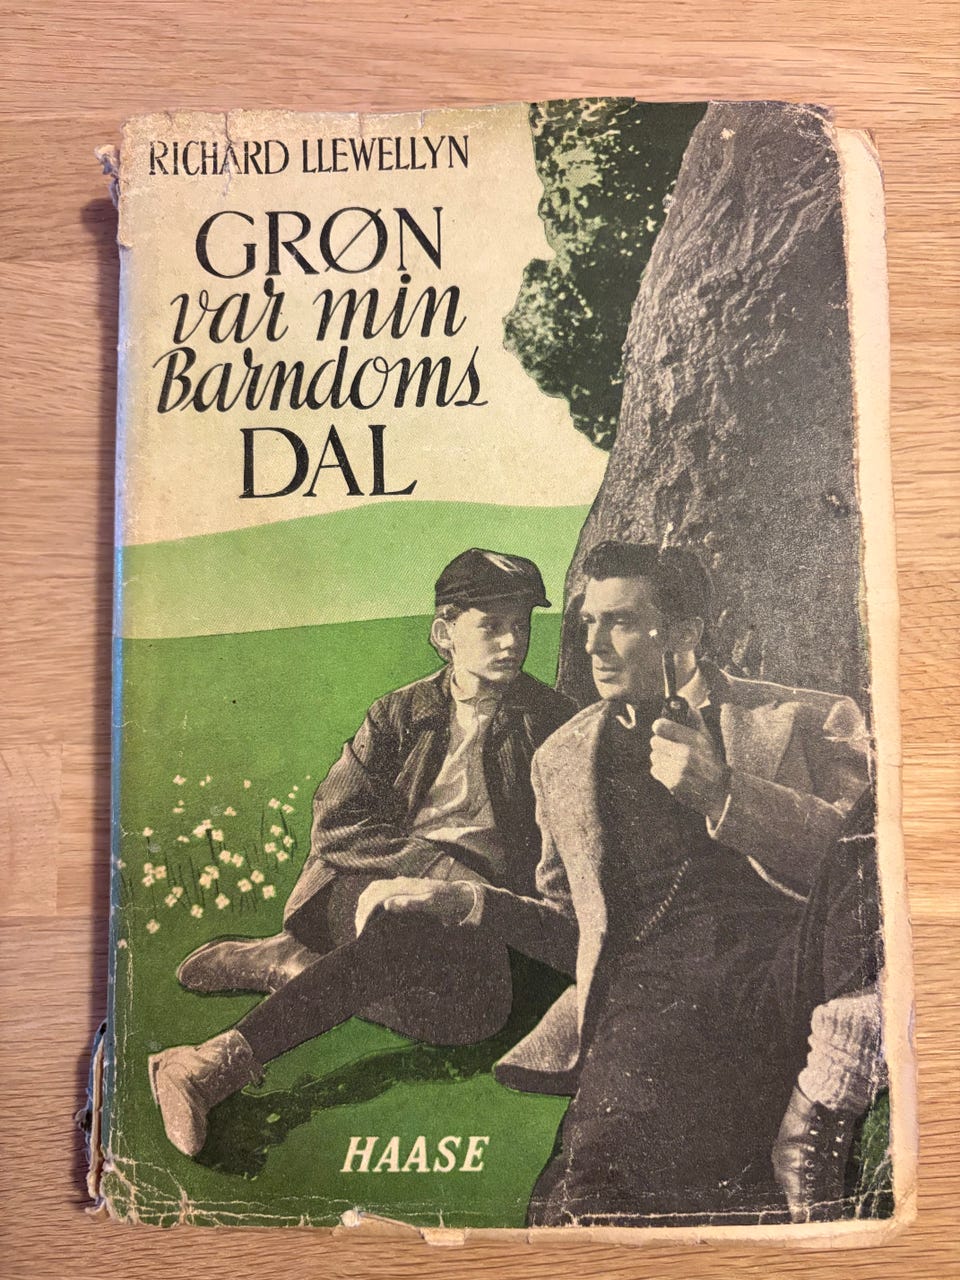 RICHARD LLEWELLYN
GRØN
var min
Barndoms
DAL
HAASE